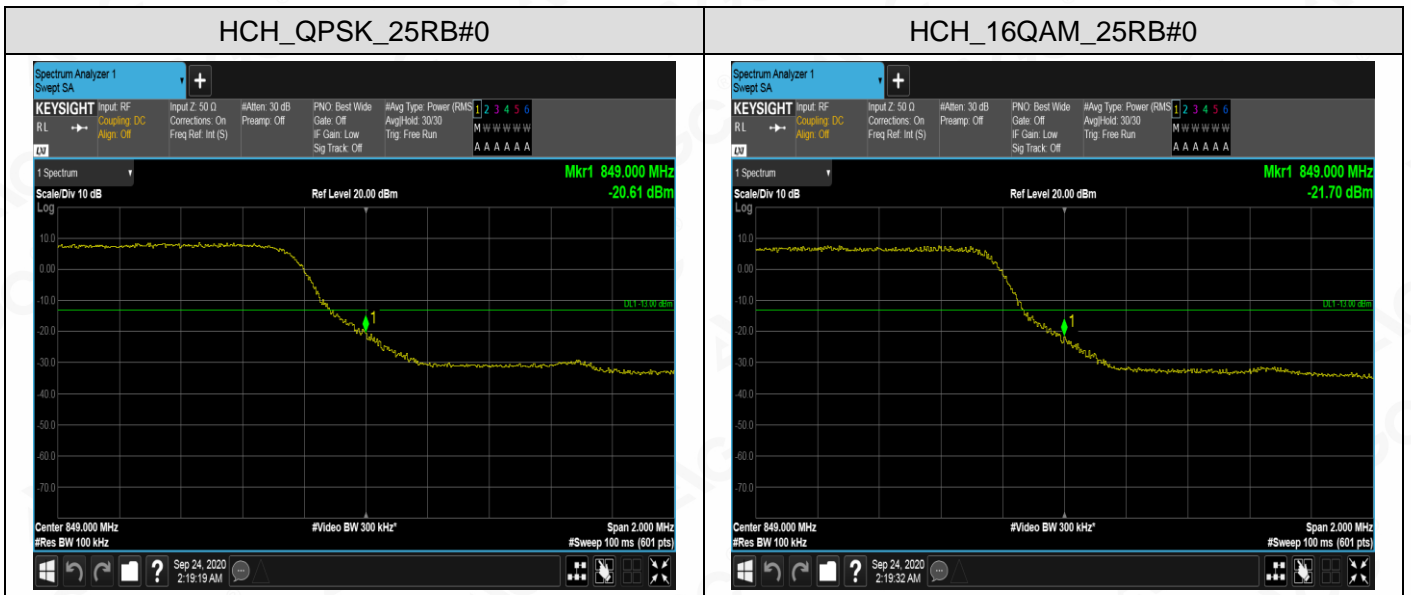 HCH_QPSK_25RB#0
Spectrum Analyzer 1
Swept SA
KEYSIGHT
RL
LXI
Input: RF
Coupling: DC
Align: Off
Input Z: 50 Ω
Corrections: On
Freq Ref: Int (S)
#Atten: 30 dB
Preamp: Off
PNO: Best Wide
Gate: Off
IF Gain: Low
Sig Track: Off
#Avg Type: Power (RMS
Avg|Hold: 30/30
Trig: Free Run
1 2 3 4 5 6
M W W W W W
A A A A A A
1 Spectrum
Scale/Div 10 dB
Log
Ref Level 20.00 dBm
Mkr1 849.000 MHz
-20.61 dBm
10.0
0.00
-10.0
-20.0
-30.0
-40.0
-50.0
-60.0
-70.0
DL1 -13.00 dBm
1
Center 849.000 MHz
#Res BW 100 kHz
#Video BW 300 kHz*
Span 2.000 MHz
#Sweep 100 ms (601 pts)
?
Sep 24, 2020
2:19:19 AM
HCH_16QAM_25RB#0
Spectrum Analyzer 1
Swept SA
KEYSIGHT
RL
LXI
Input: RF
Coupling: DC
Align: Off
Input Z: 50 Ω
Corrections: On
Freq Ref: Int (S)
#Atten: 30 dB
Preamp: Off
PNO: Best Wide
Gate: Off
IF Gain: Low
Sig Track: Off
#Avg Type: Power (RMS
Avg|Hold: 30/30
Trig: Free Run
1 2 3 4 5 6
M W W W W W
A A A A A A
1 Spectrum
Scale/Div 10 dB
Log
Ref Level 20.00 dBm
Mkr1 849.000 MHz
-21.70 dBm
10.0
0.00
-10.0
-20.0
-30.0
-40.0
-50.0
-60.0
-70.0
DL1 -13.00 dBm
1
Center 849.000 MHz
#Res BW 100 kHz
#Video BW 300 kHz*
Span 2.000 MHz
#Sweep 100 ms (601 pts)
?
Sep 24, 2020
2:19:32 AM